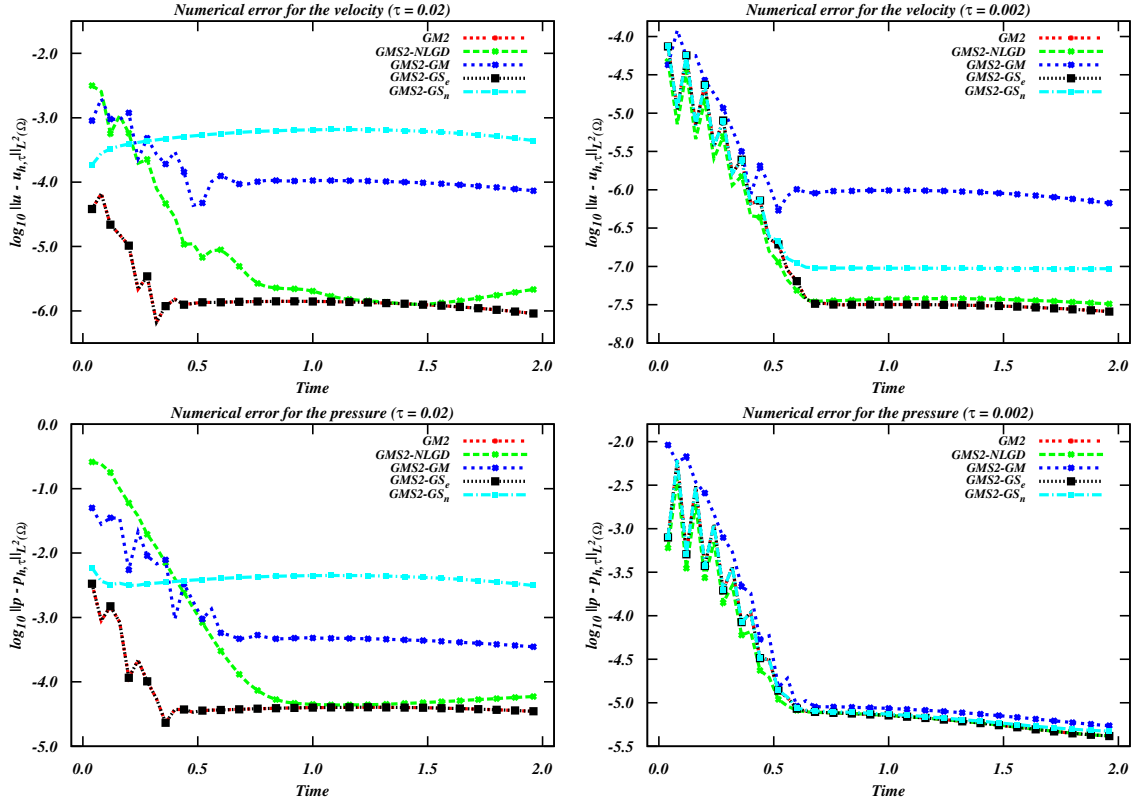 Numerical error for the velocity (τ = 0.02)
log10 ||u - uh,τ||L2(Ω)
-2.0
-3.0
-4.0
-5.0
-6.0
GM2
GMS2-NLGD
GMS2-GM
GMS2-GSe
GMS2-GSn
0.0 0.5 1.0 1.5 2.0
Time
Numerical error for the velocity (τ = 0.002)
log10 ||u - uh,τ||L2(Ω)
-4.0
-4.5
-5.0
-5.5
-6.0
-6.5
-7.0
-7.5
-8.0
GM2
GMS2-NLGD
GMS2-GM
GMS2-GSe
GMS2-GSn
0.0 0.5 1.0 1.5 2.0
Time
Numerical error for the pressure (τ = 0.02)
log10 ||p - ph,τ||L2(Ω)
0.0
-1.0
-2.0
-3.0
-4.0
-5.0
GM2
GMS2-NLGD
GMS2-GM
GMS2-GSe
GMS2-GSn
0.0 0.5 1.0 1.5 2.0
Time
Numerical error for the pressure (τ = 0.002)
log10 ||p - ph,τ||L2(Ω)
-2.0
-2.5
-3.0
-3.5
-4.0
-4.5
-5.0
-5.5
GM2
GMS2-NLGD
GMS2-GM
GMS2-GSe
GMS2-GSn
0.0 0.5 1.0 1.5 2.0
Time